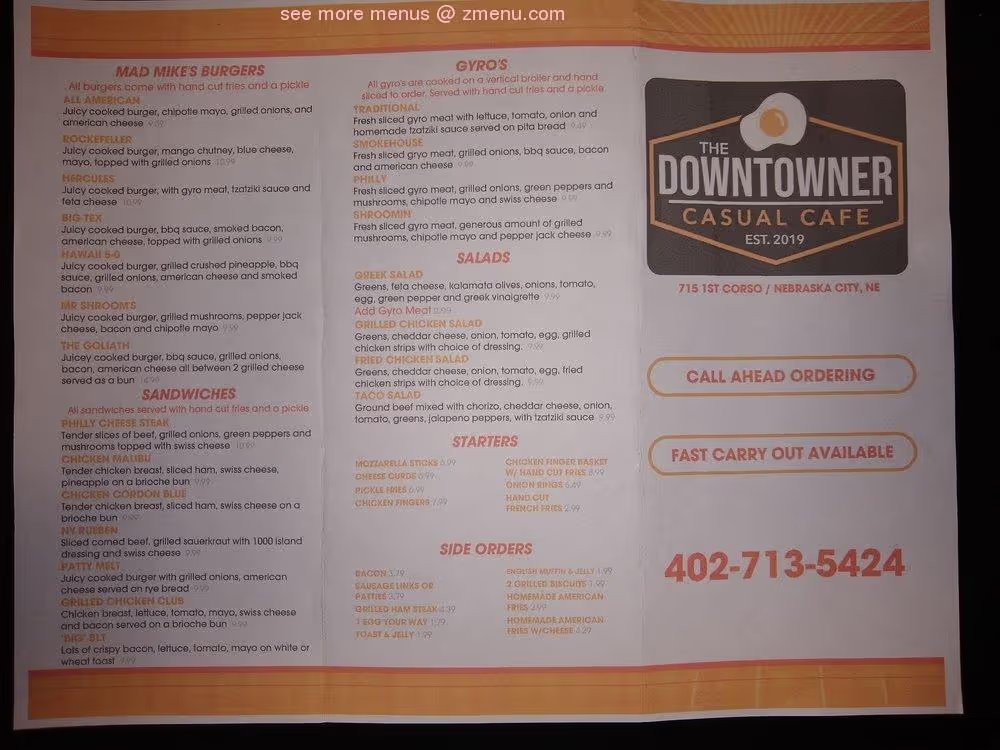 see more menus @ zmenu.com
MAD MIKE'S BURGERS
All burgers come with hand cut fries and a pickle
ALL AMERICAN
Juicy cooked burger, chipotle mayo, grilled onions, and
american cheese 9.59
ROCKEFELLER
Juicy cooked burger, mango chutney, blue cheese,
mayo, topped with grilled onions 10.99
HERCULES
Juicy cooked burger, with gyro meat, tzatziki sauce and
feta cheese 10.99
BIG TEX
Juicy cooked burger, bbq sauce, smoked bacon,
american cheese, topped with grilled onions 9.99
HAWAII 5-0
Juicy cooked burger, grilled crushed pineapple, bbq
sauce, grilled onions, american cheese and smoked
bacon 9.99
MR SHROOM'S
Juicy cooked burger, grilled mushrooms, pepper jack
cheese, bacon and chipotle mayo 9.99
THE GOLIATH
Juicey cooked burger, bbq sauce, grilled onions,
bacon, american cheese all between 2 grilled cheese
served as a bun 14.99
SANDWICHES
All sandwiches served with hand cut fries and a pickle
PHILLY CHEESE STEAK
Tender slices of beef, grilled onions, green peppers and
mushrooms topped with swiss cheese 10.99
CHICKEN MALIBU
Tender chicken breast, sliced ham, swiss cheese,
pineapple on a brioche bun 9.99
CHICKEN CORDON BLUE
Tender chicken breast, sliced ham, swiss cheese on a
brioche bun 9.99
NY RUEBEN
Sliced corned beef, grilled sauerkraut with 1000 island
dressing and swiss cheese 9.99
PATTY MELT
Juicy cooked burger with grilled onions, american
cheese served on rye bread 9.99
GRILLED CHICKEN CLUB
Chicken breast, lettuce, tomato, mayo, swiss cheese
and bacon served on a brioche bun 9.99
'BIG' BLT
Lots of crispy bacon, lettuce, tomato, mayo on white or
wheat toast 7.99
GYRO'S
All gyro's are cooked on a vertical broiler and hand
sliced to order. Served with hand cut fries and a pickle
TRADITIONAL
Fresh sliced gyro meat with lettuce, tomato, onion and
homemade tzatziki sauce served on pita bread 9.49
SMOKEHOUSE
Fresh sliced gryo meat, grilled onions, bbq sauce, bacon
and american cheese 9.99
PHILLY
Fresh sliced gyro meat, grilled onions, green peppers and
mushrooms, chipotle mayo and swiss cheese 9.99
SHROOMIN
Fresh sliced gyro meat, generous amount of grilled
mushrooms, chipotle mayo and pepper jack cheese 9.99
SALADS
GREEK SALAD
Greens, feta cheese, kalamata olives, onions, tomato,
egg, green pepper and greek vinaigrette 9.99
Add Gyro Meat 2.99
GRILLED CHICKEN SALAD
Greens, cheddar cheese, onion, tomato, egg, grilled
chicken strips with choice of dressing. 9.99
FRIED CHICKEN SALAD
Greens, cheddar cheese, onion, tomato, egg, fried
chicken strips with choice of dressing. 9.99
TACO SALAD
Ground beef mixed with chorizo, cheddar cheese, onion,
tomato, greens, jalapeno peppers, with tzatziki sauce 9.99
STARTERS
MOZZARELLA STICKS 6.99
CHEESE CURDS 6.99
PICKLE FRIES 6.99
CHICKEN FINGERS 7.99
CHICKEN FINGER BASKET
W/ HAND CUT FRIES 8.99
ONION RINGS 6.49
HAND CUT
FRENCH FRIES 2.99
SIDE ORDERS
BACON 3.79
SAUSAGE LINKS OR
PATTIES 3.79
GRILLED HAM STEAK 4.39
1 EGG YOUR WAY 1.79
TOAST & JELLY 1.99
ENGLISH MUFFIN & JELLY 1.99
2 GRILLED BISCUITS 1.99
HOMEMADE AMERICAN
FRIES 2.99
HOMEMADE AMERICAN
FRIES W/CHEESE 4.29
THE
DOWNTOWNER
CASUAL CAFE
EST. 2019
715 1ST CORSO / NEBRASKA CITY, NE
CALL AHEAD ORDERING
FAST CARRY OUT AVAILABLE
402-713-5424